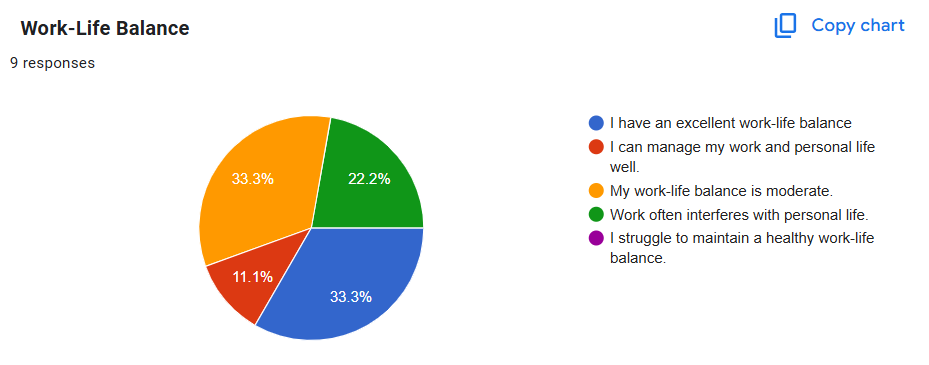 Work-Life Balance
Copy chart
9 responses
33.3%
22.2%
11.1%
33.3%
I have an excellent work-life balance
I can manage my work and personal life
well.
My work-life balance is moderate.
Work often interferes with personal life.
I struggle to maintain a healthy work-life
balance.